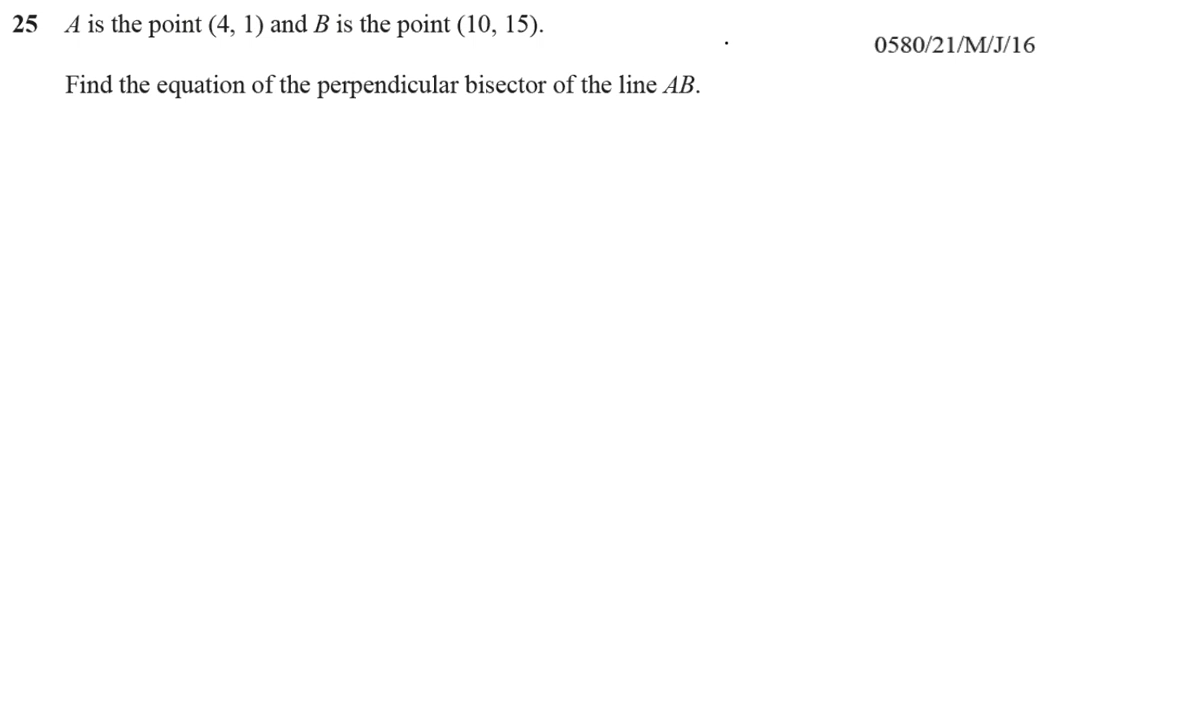 25 A is the point (4, 1) and B is the point (10, 15).
0580/21/M/J/16
Find the equation of the perpendicular bisector of the line AB.